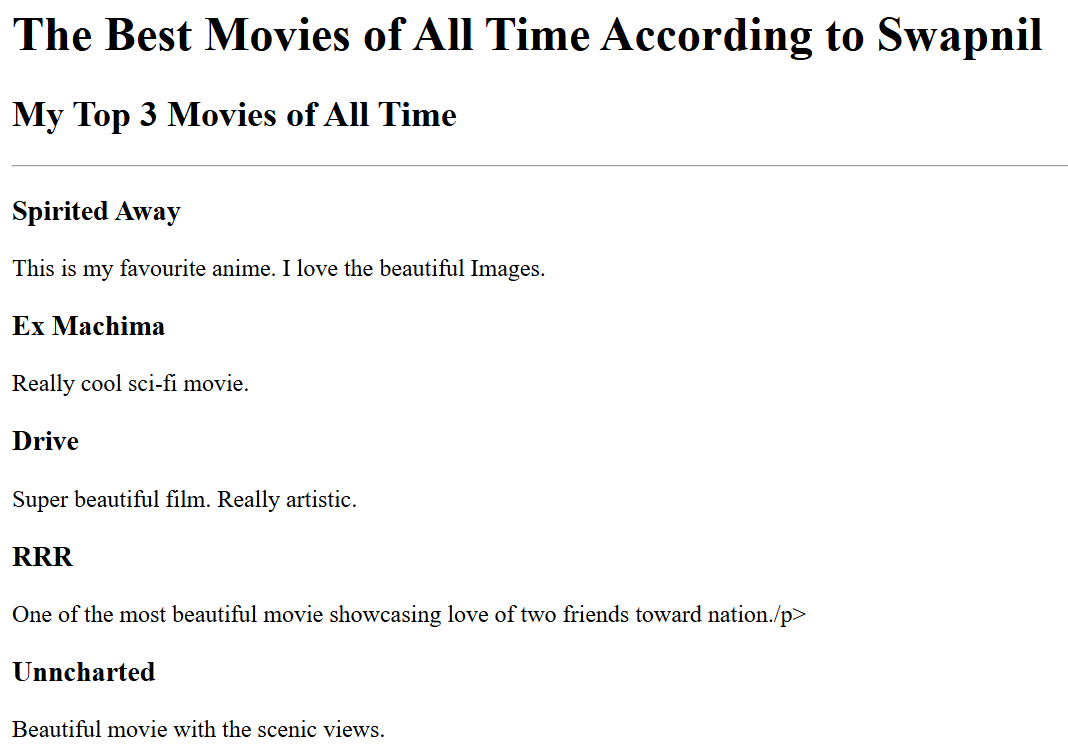 The Best Movies of All Time According to Swapnil
My Top 3 Movies of All Time
Spirited Away
This is my favourite anime. I love the beautiful Images.
Ex Machima
Really cool sci-fi movie.
Drive
Super beautiful film. Really artistic.
RRR
One of the most beautiful movie showcasing love of two friends toward nation./p>
Unncharted
Beautiful movie with the scenic views.